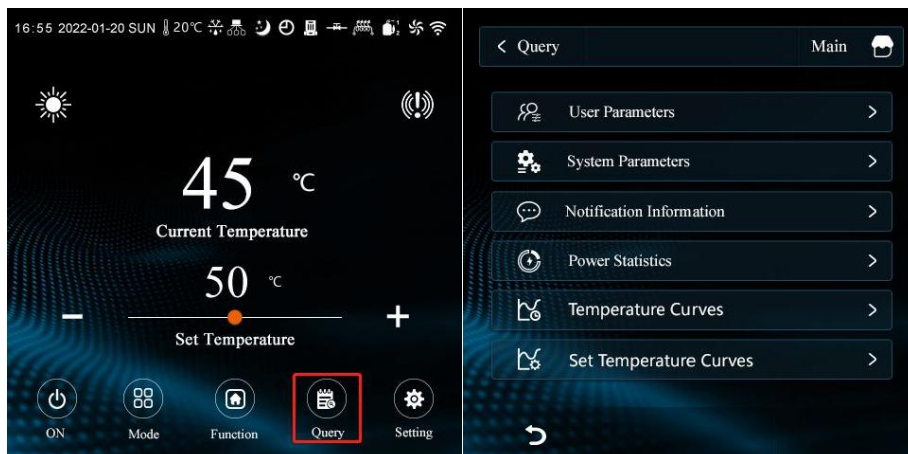 16:55 2022-01-20 SUN 20℃
45 ℃
Current Temperature
50 ℃
Set Temperature
ON Mode Function Query Setting
Query Main
User Parameters
System Parameters
Notification Information
Power Statistics
Temperature Curves
Set Temperature Curves